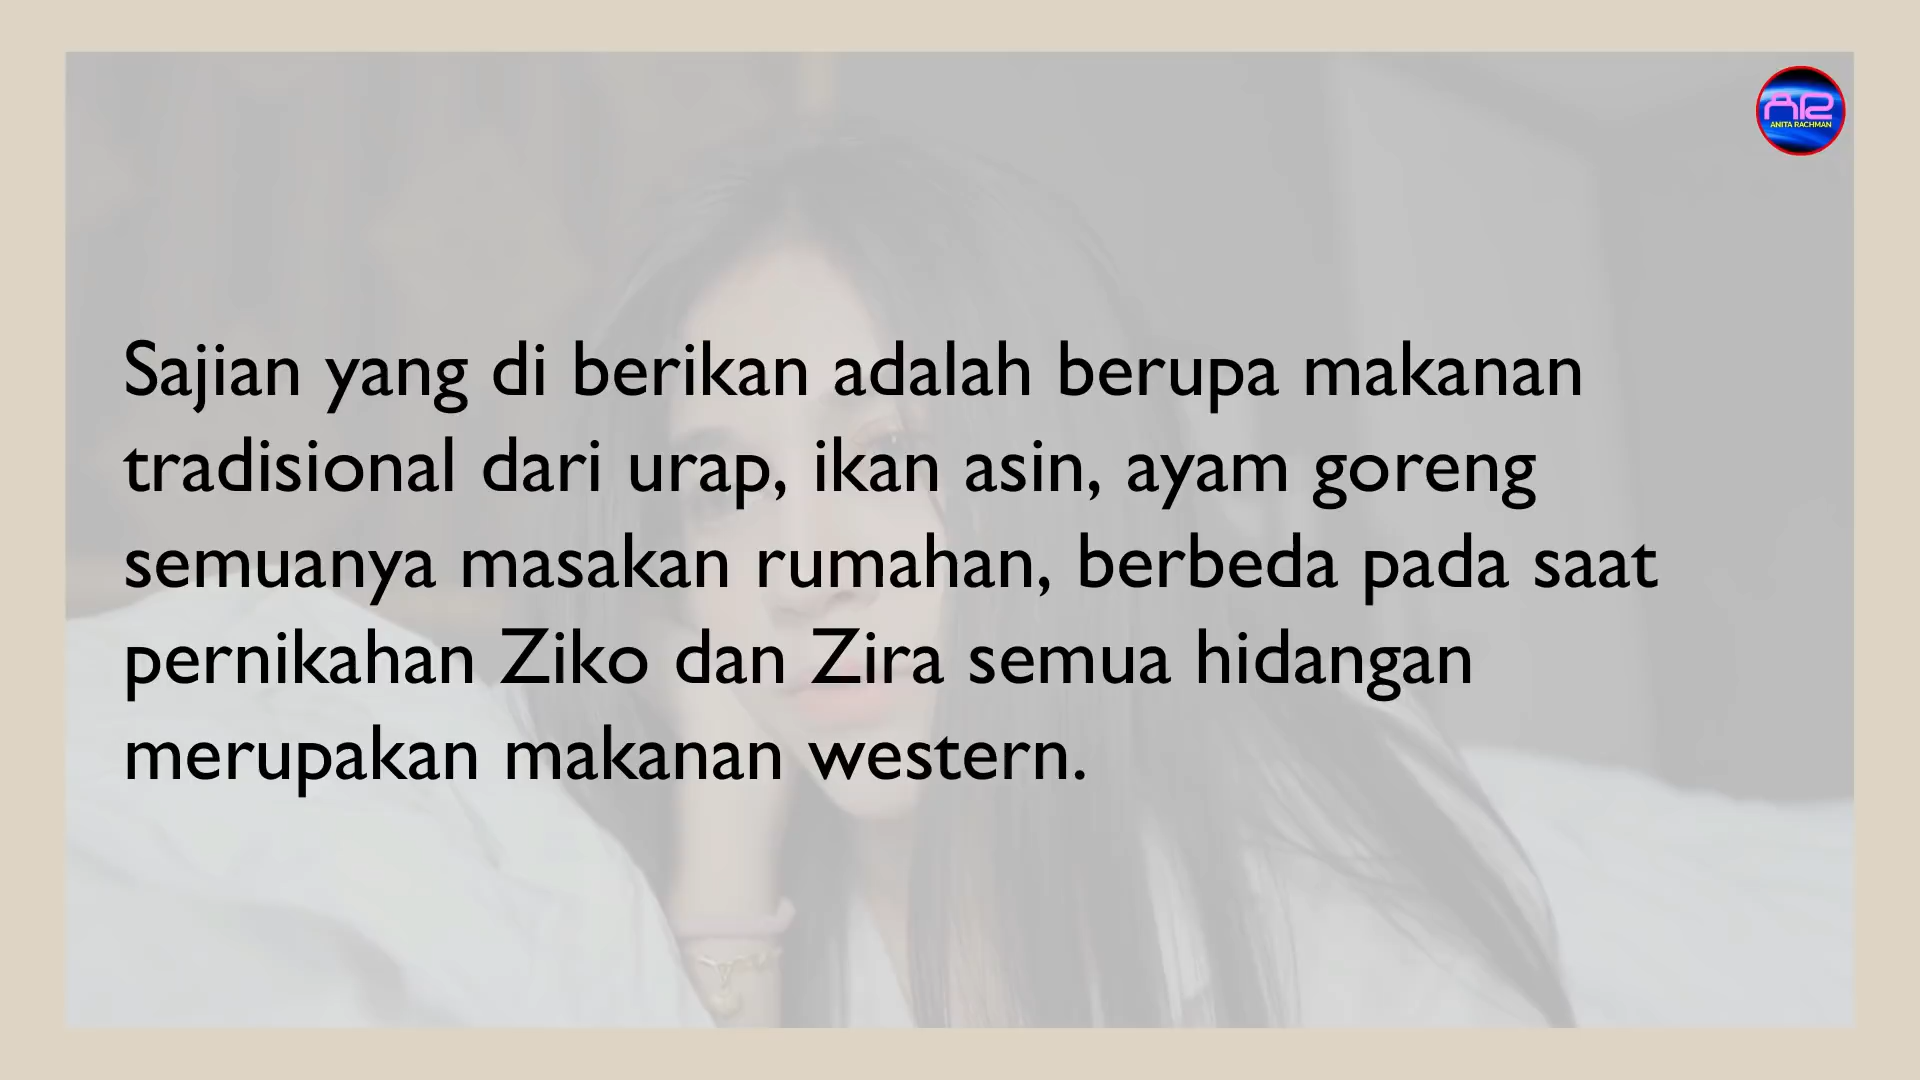 AR
ANITA RACHMAN
Sajian yang di berikan adalah berupa makanan
tradisional dari urap, ikan asin, ayam goreng
semuanya masakan rumahan, berbeda pada saat
pernikahan Ziko dan Zira semua hidangan
merupakan makanan western.